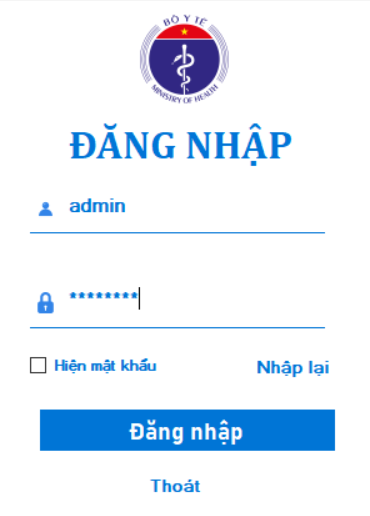 BỘ Y TẾ
MINISTRY OF HEALTH
ĐĂNG NHẬP
admin
********
Hiện mật khẩu
Nhập lại
Đăng nhập
Thoát